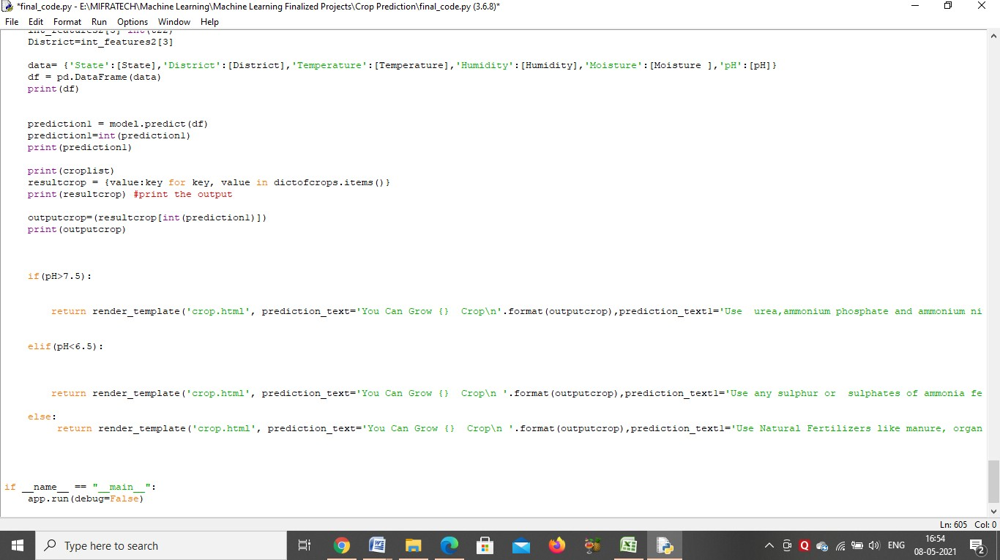 *final_code.py - E:\MIFRATECH\Machine Learning\Machine Learning Finalized Projects\Crop Prediction\final_code.py (3.6.8)*
File Edit Format Run Options Window Help
District=int_features2[3]
data= {'State':[State],'District':[District],'Temperature':[Temperature],'Humidity':[Humidity],'Moisture':[Moisture ],'pH':[pH]}
df = pd.DataFrame(data)
print(df)
prediction1 = model.predict(df)
prediction1=int(prediction1)
print(prediction1)
print(croplist)
resultcrop = {value:key for key, value in dictofcrops.items()}
print(resultcrop) #print the output
outputcrop=(resultcrop[int(prediction1)])
print(outputcrop)
if(pH>7.5):
return render_template('crop.html', prediction_text='You Can Grow {}  Crop\n'.format(outputcrop),prediction_text1='Use  urea,ammonium phosphate and ammonium ni
elif(pH<6.5):
return render_template('crop.html', prediction_text='You Can Grow {}  Crop\n '.format(outputcrop),prediction_text1='Use any sulphur or  sulphates of ammonia fe
else:
return render_template('crop.html', prediction_text='You Can Grow {}  Crop\n '.format(outputcrop),prediction_text1='Use Natural Fertilizers like manure, organ
if __name__ == "__main__":
app.run(debug=False)
Ln: 605 Col: 0
Type here to search
ENG
16:54
08-05-2021
2